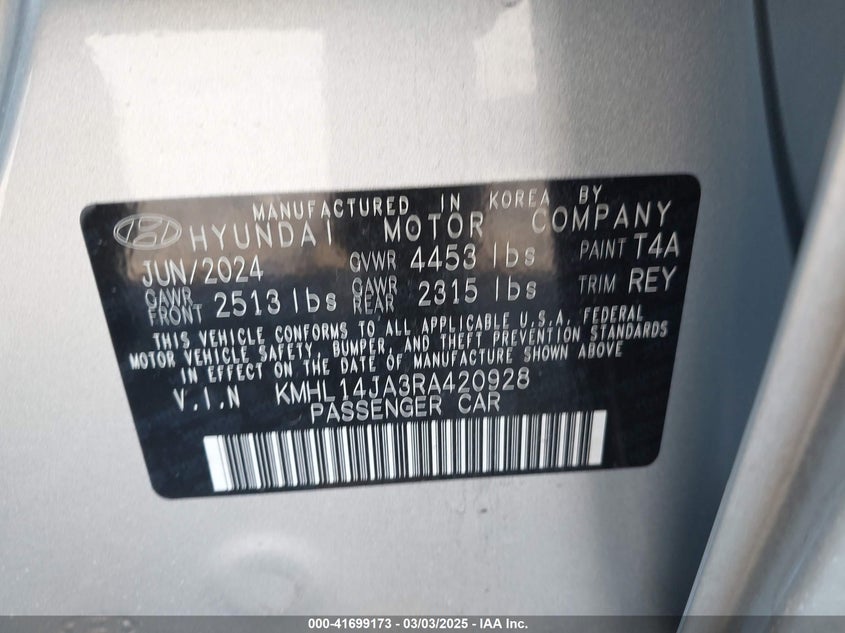 MANUFACTURED IN KOREA BY
HYUNDAI MOTOR COMPANY
JUN/2024 GVWR 4453 lbs PAINT T4A
GAWR FRONT 2513 lbs GAWR REAR 2315 lbs TRIM REY
THIS VEHICLE CONFORMS TO ALL APPLICABLE U.S.A. FEDERAL
MOTOR VEHICLE SAFETY, BUMPER, AND THEFT PREVENTION STANDARDS
IN EFFECT ON THE DATE OF MANUFACTURE SHOWN ABOVE
V.I.N KMHL14JA3RA420928
PASSENGER CAR
000-41699173 | 03/03/2025 - IAA Inc.